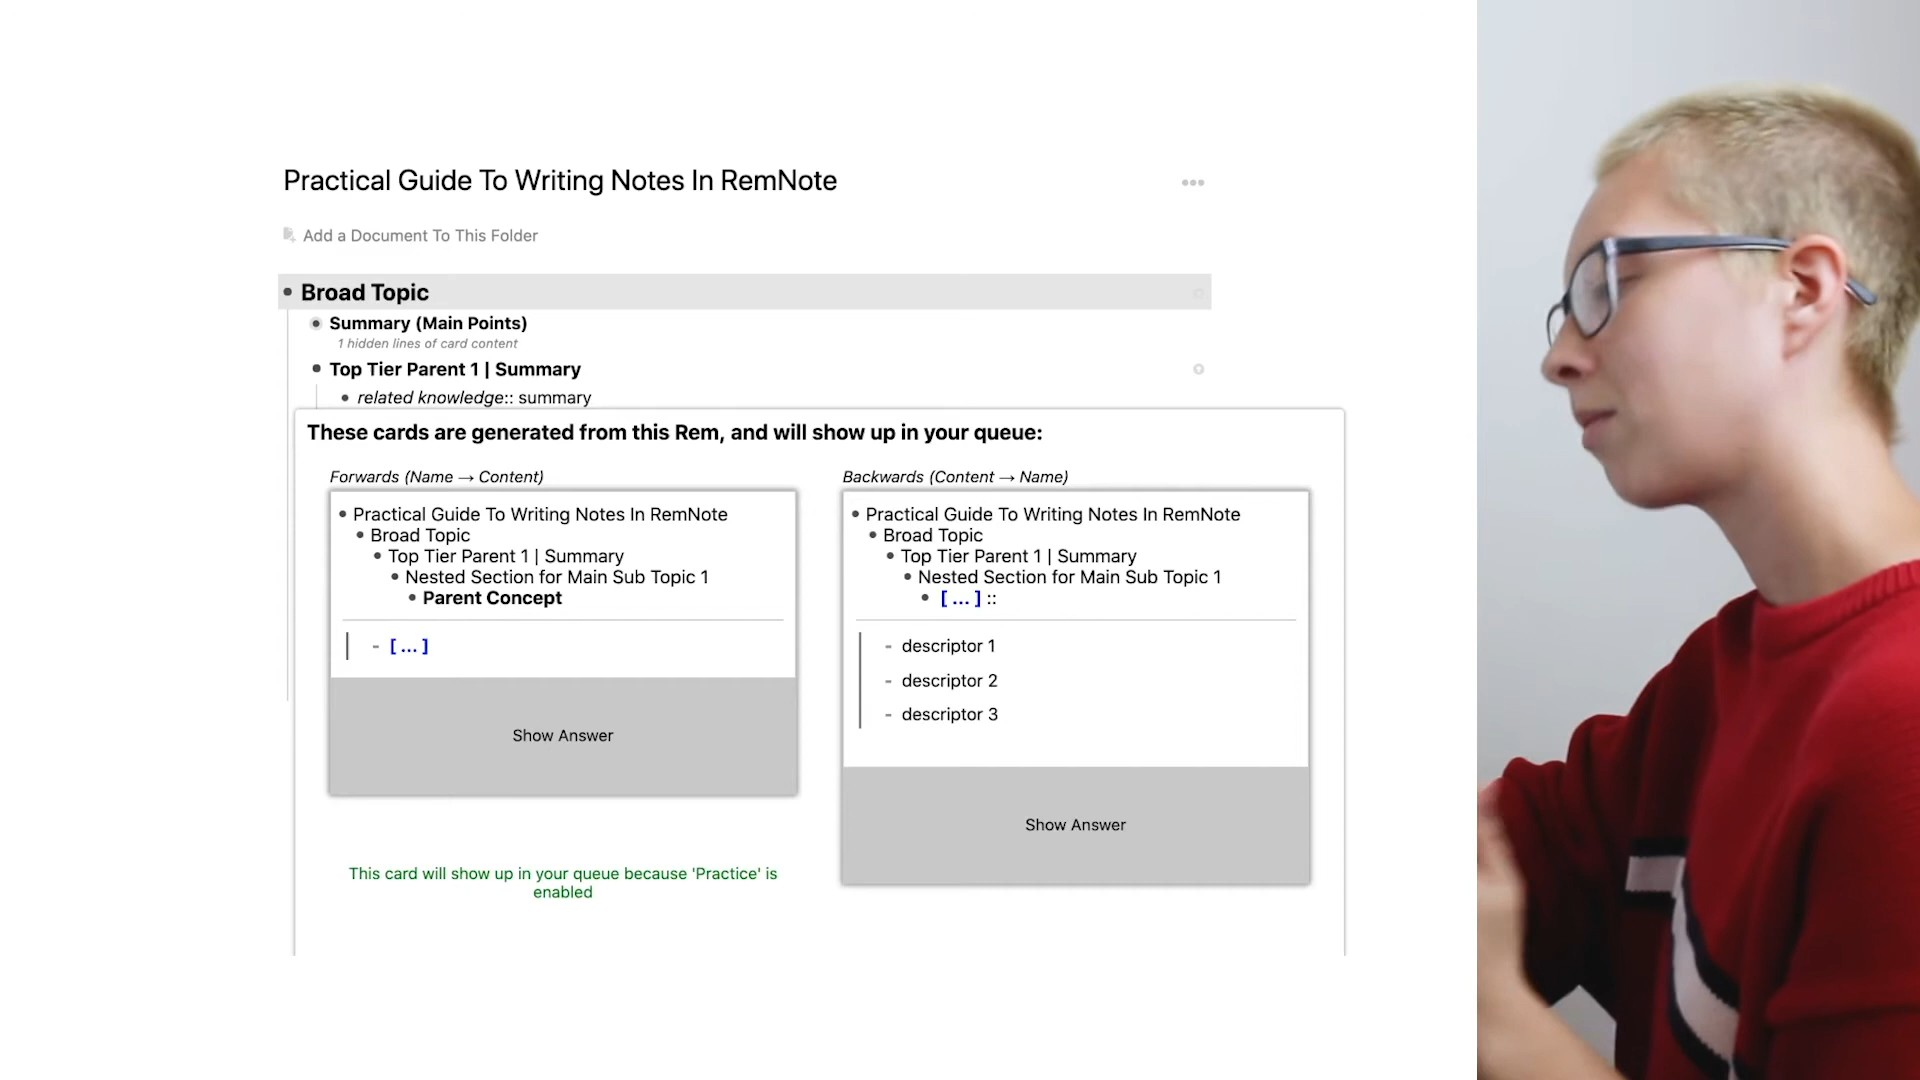 Practical Guide To Writing Notes In RemNote
Add a Document To This Folder
Broad Topic
Summary (Main Points)
1 hidden lines of card content
Top Tier Parent 1 | Summary
related knowledge:: summary
These cards are generated from this Rem, and will show up in your queue:
Forwards (Name → Content)
Practical Guide To Writing Notes In RemNote
Broad Topic
Top Tier Parent 1 | Summary
Nested Section for Main Sub Topic 1
Parent Concept
- [ ... ]
Show Answer
This card will show up in your queue because 'Practice' is
enabled
Backwards (Content → Name)
Practical Guide To Writing Notes In RemNote
Broad Topic
Top Tier Parent 1 | Summary
Nested Section for Main Sub Topic 1
[ ... ] ::
- descriptor 1
- descriptor 2
- descriptor 3
Show Answer